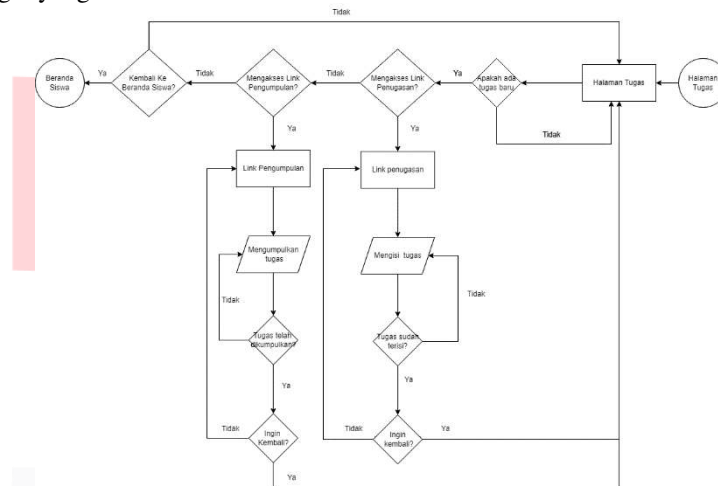 Tidak
Beranda
Siswa
Ya
Kembali Ke
Beranda Siswa?
Tidak
Mengakses Link
Pengumpulan?
Tidak
Mengakses Link
Penugasan?
Ya
Apakah ada
tugas baru
Halaman Tugas
Halaman
Tugas
Tidak
Ya
Ya
Link Pengumpulan
Link penugasan
Mengumpulkan
tugas
Mengisi tugas
Tidak
Tidak
Tugas telah
dikumpulkan?
Tugas sudah
terisi?
Ya
Ya
Tidak
Ingin
Kembali?
Tidak
Ingin
kembali?
Ya
Ya